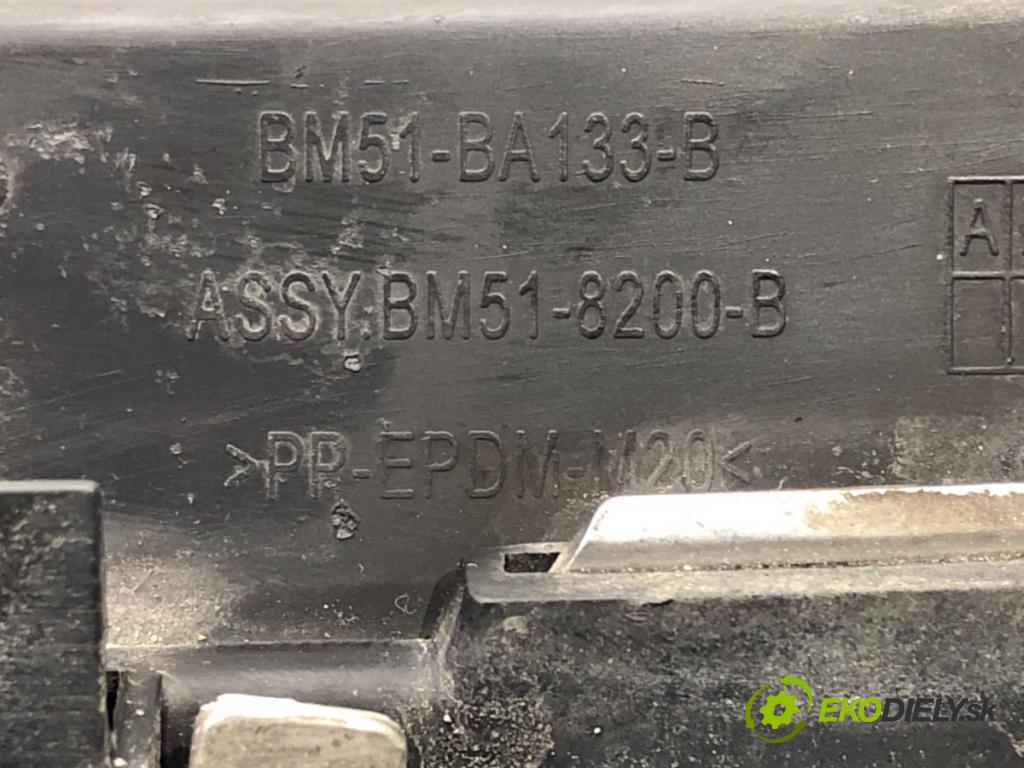 BM51-BA133-B
A
ASSY.BM51-8200-B
>PP-EPDM-M20<
EKODIELY.sk